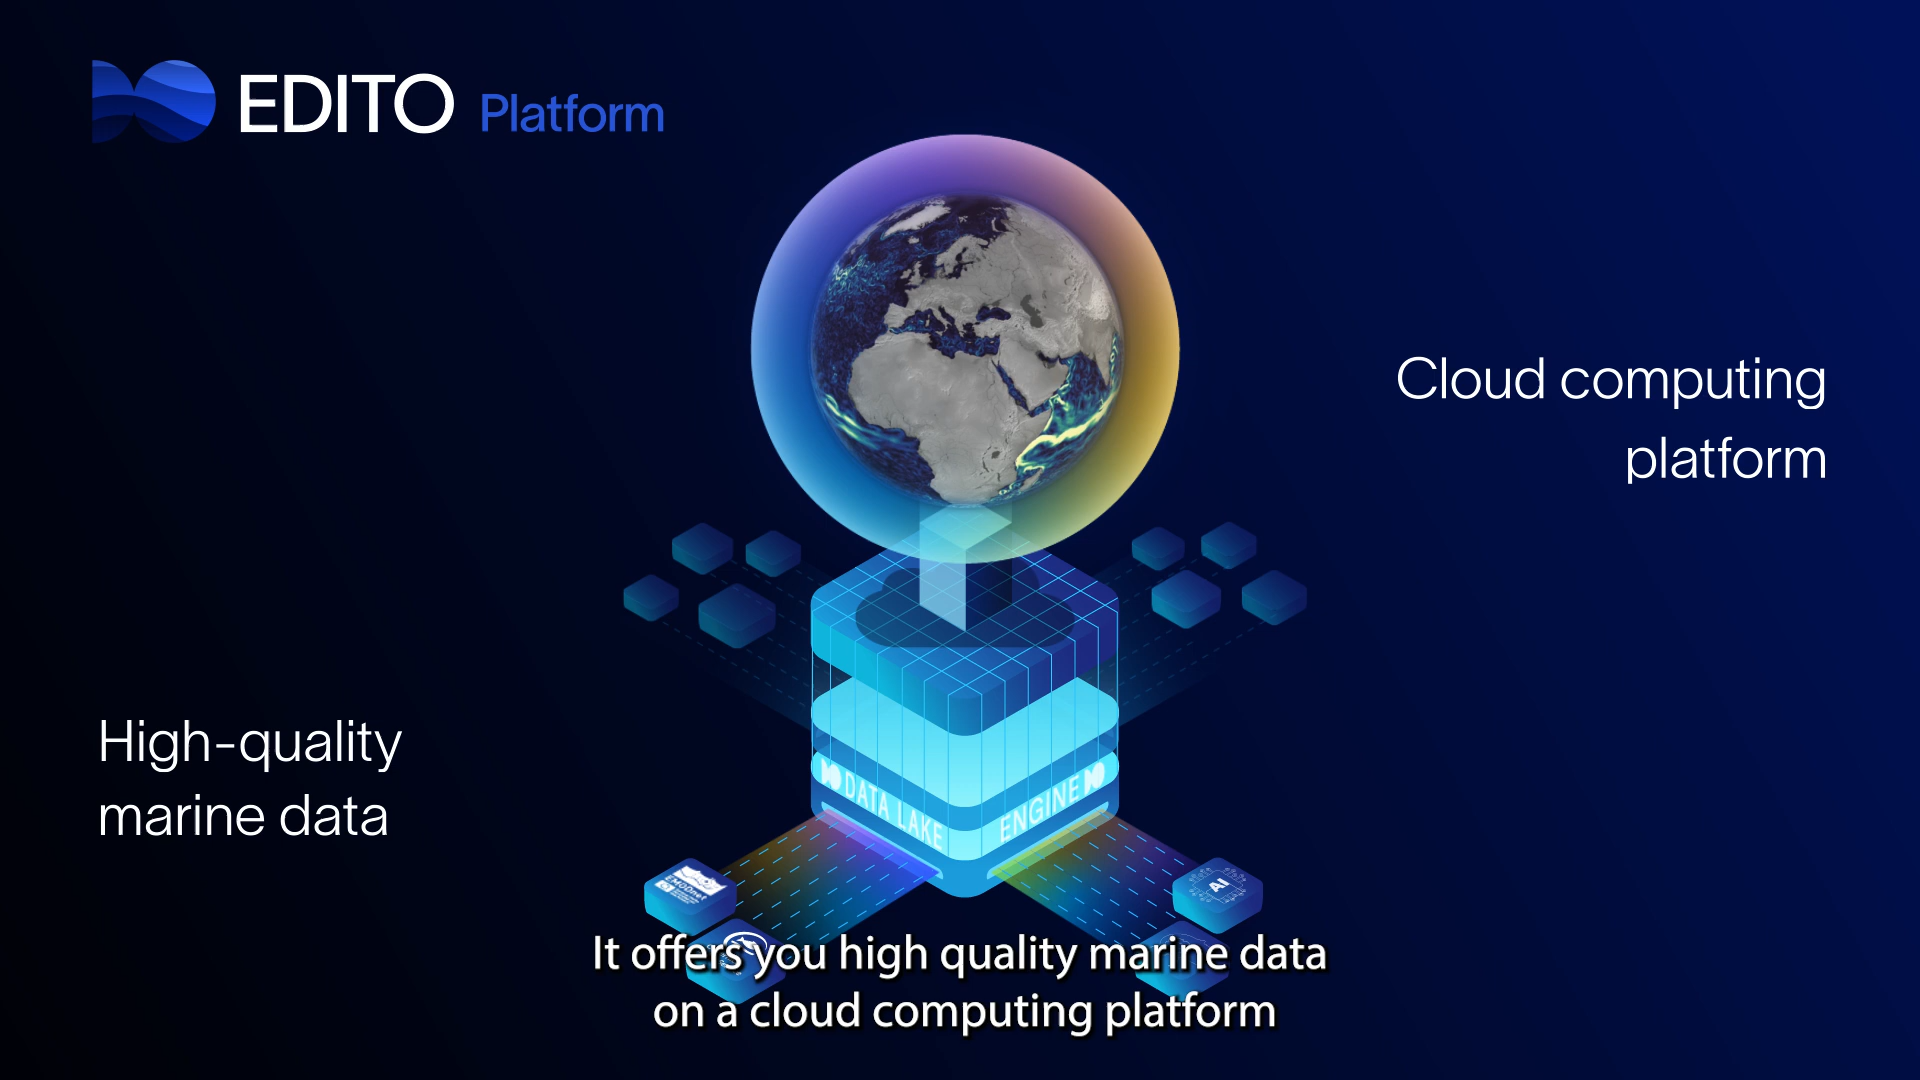 EDITO Platform
Cloud computing
platform
High-quality
marine data
DATA LAKE
ENGINE
EMODnet
AI
It offers you high quality marine data
on a cloud computing platform